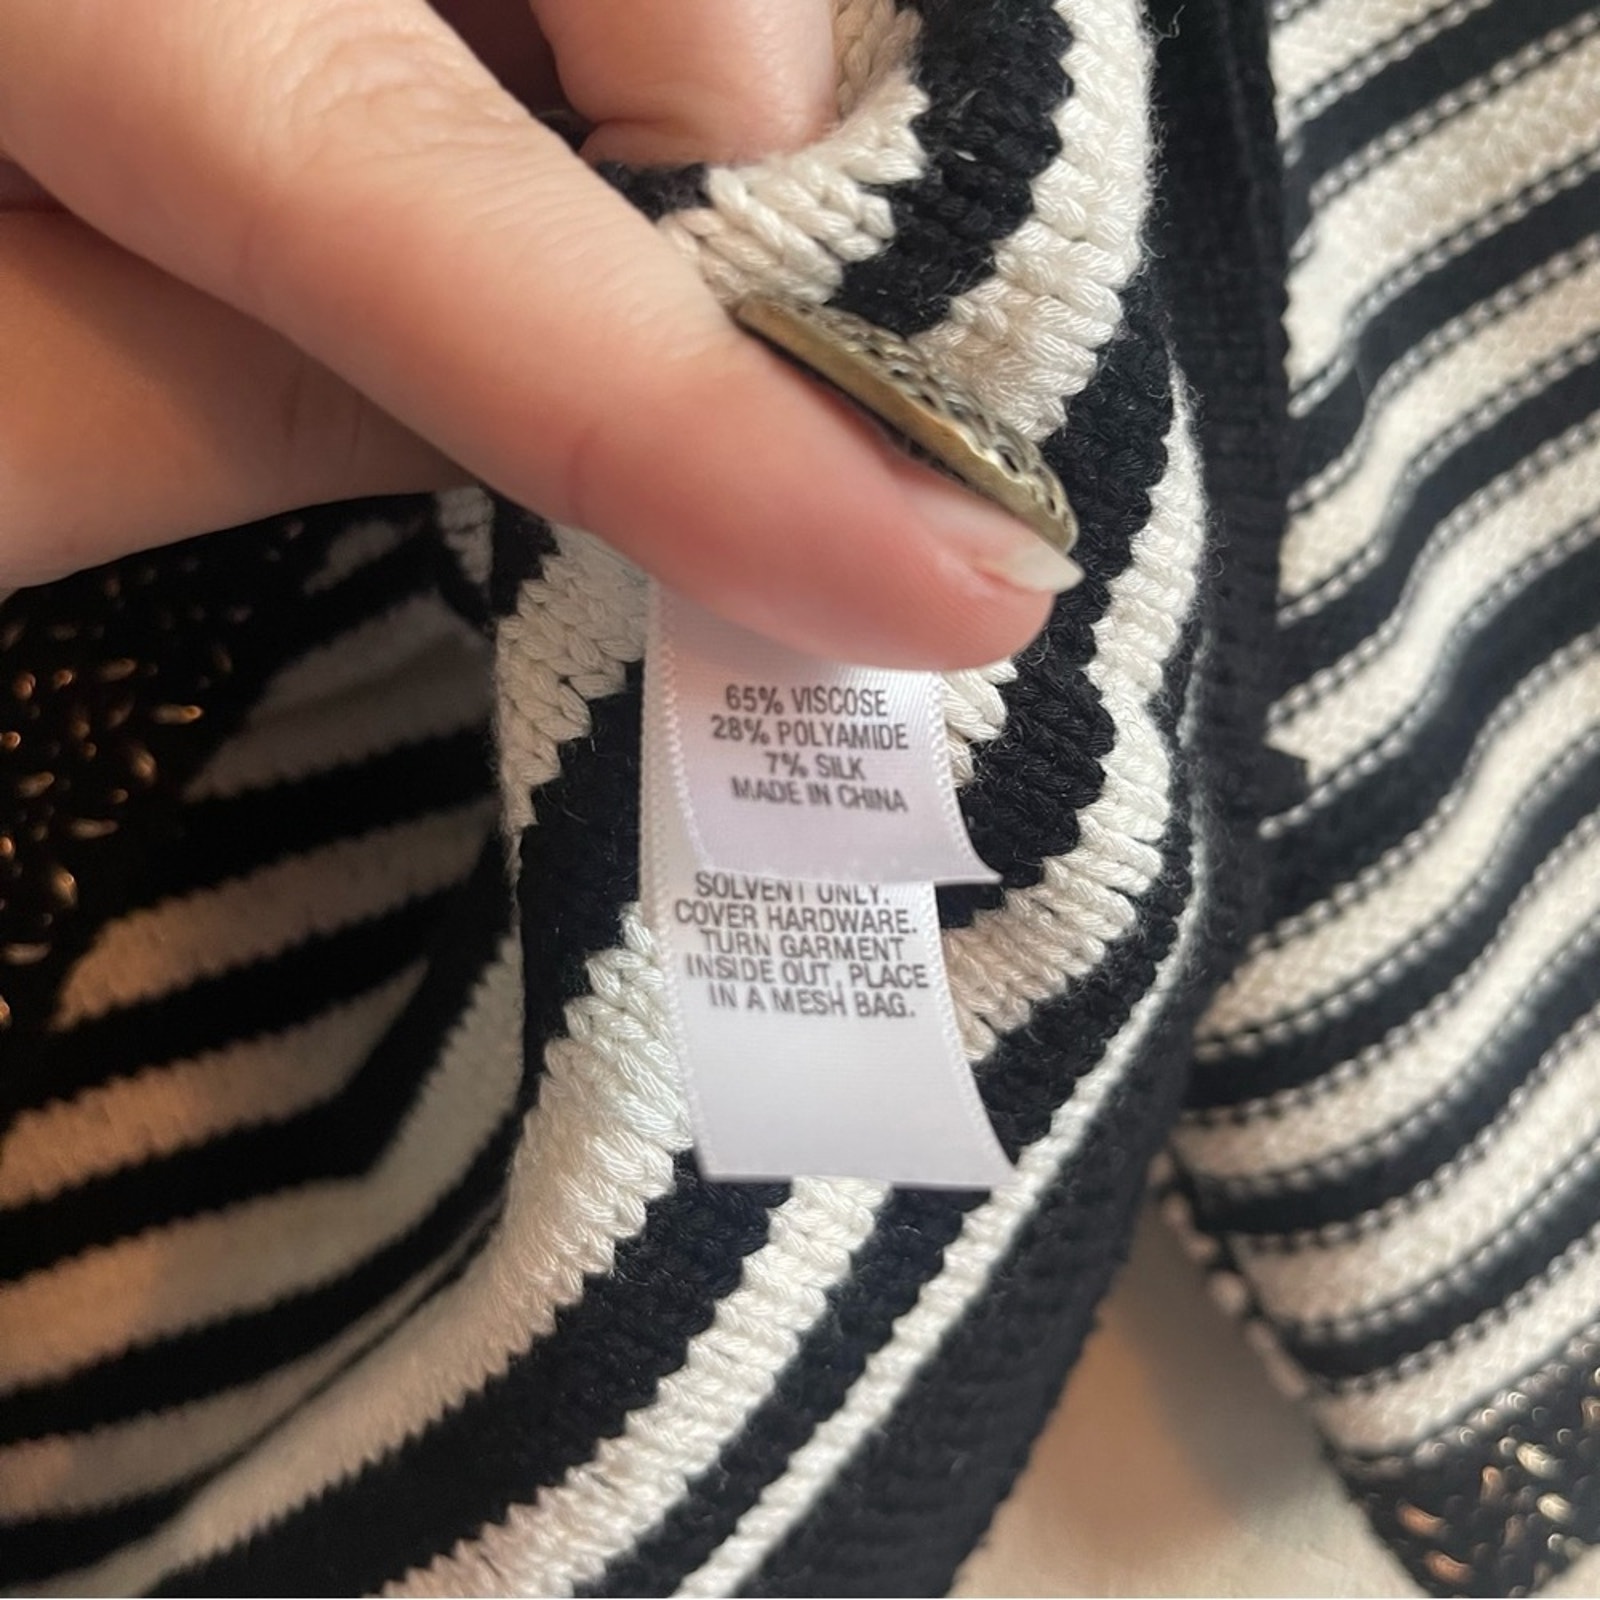 65% VISCOSE
28% POLYAMIDE
7% SILK
MADE IN CHINA
SOLVENT ONLY.
COVER HARDWARE.
TURN GARMENT
INSIDE OUT, PLACE
IN A MESH BAG.